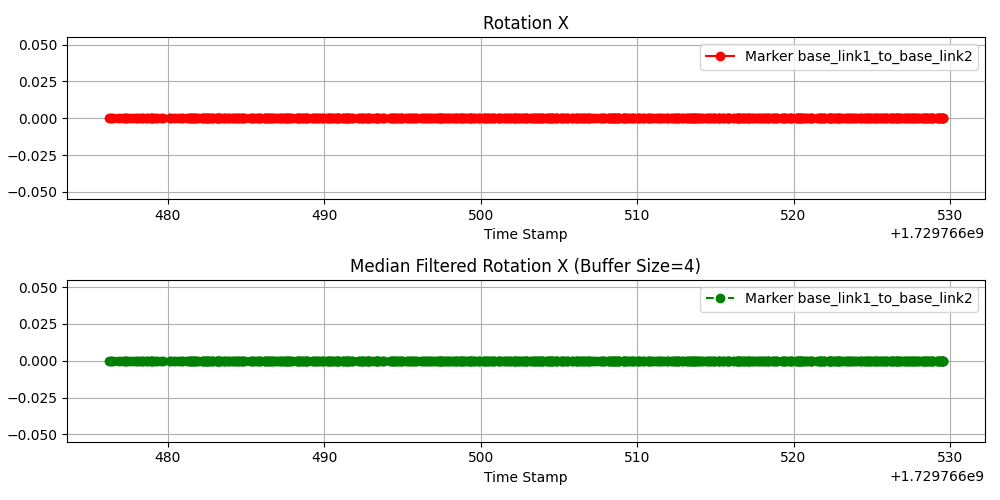 Rotation X
Marker base_link1_to_base_link2
0.050
0.025
0.000
−0.025
−0.050
480 490 500 510 520 530
Time Stamp
+1.729766e9
Median Filtered Rotation X (Buffer Size=4)
Marker base_link1_to_base_link2
0.050
0.025
0.000
−0.025
−0.050
480 490 500 510 520 530
Time Stamp
+1.729766e9